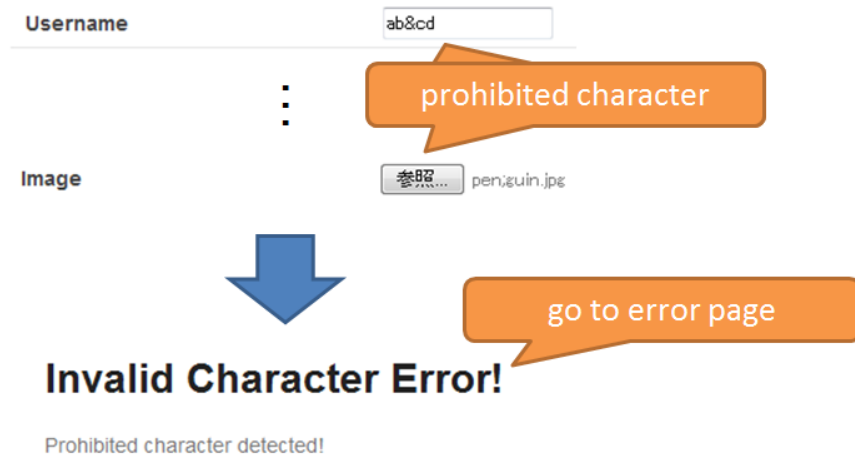 Username
ab&cd
prohibited character
Image
参照...
pen;guin.jpg
go to error page
Invalid Character Error!
Prohibited character detected!